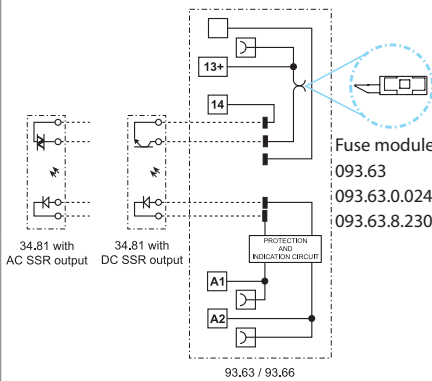 13+
14
Fuse module
093.63
093.63.0.024
093.63.8.230
34.81 with
AC SSR output
34.81 with
DC SSR output
PROTECTION
AND
INDICATION CIRCUIT
A1
A2
93.63 / 93.66